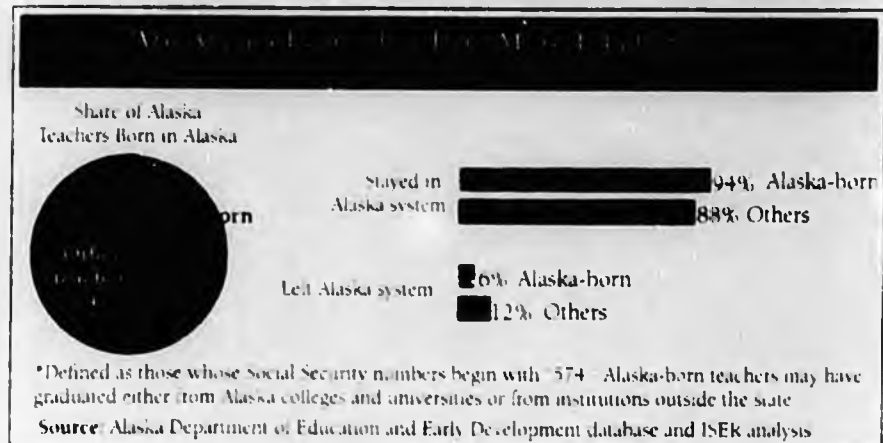 Share of Alaska
Teachers Born in Alaska
orn
Stayed in
Alaska system
94% Alaska-born
88% Others
Left Alaska system
6% Alaska-born
12% Others
*Defined as those whose Social Security numbers begin with 574 Alaska-born teachers may have
graduated either from Alaska colleges and universities or from institutions outside the state
Source Alaska Department of Education and Early Development database and ISER analysis